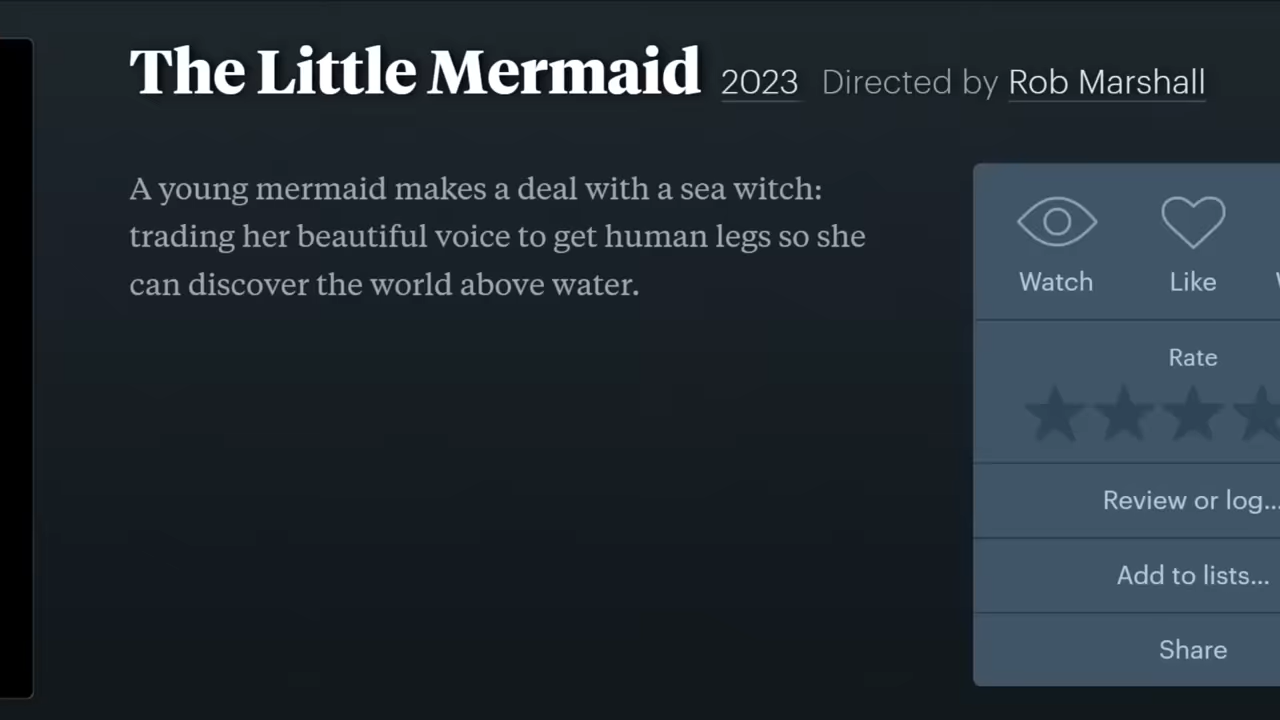 The Little Mermaid 2023 Directed by Rob Marshall
A young mermaid makes a deal with a sea witch:
trading her beautiful voice to get human legs so she
can discover the world above water.
Watch Like
Rate
Review or log...
Add to lists...
Share